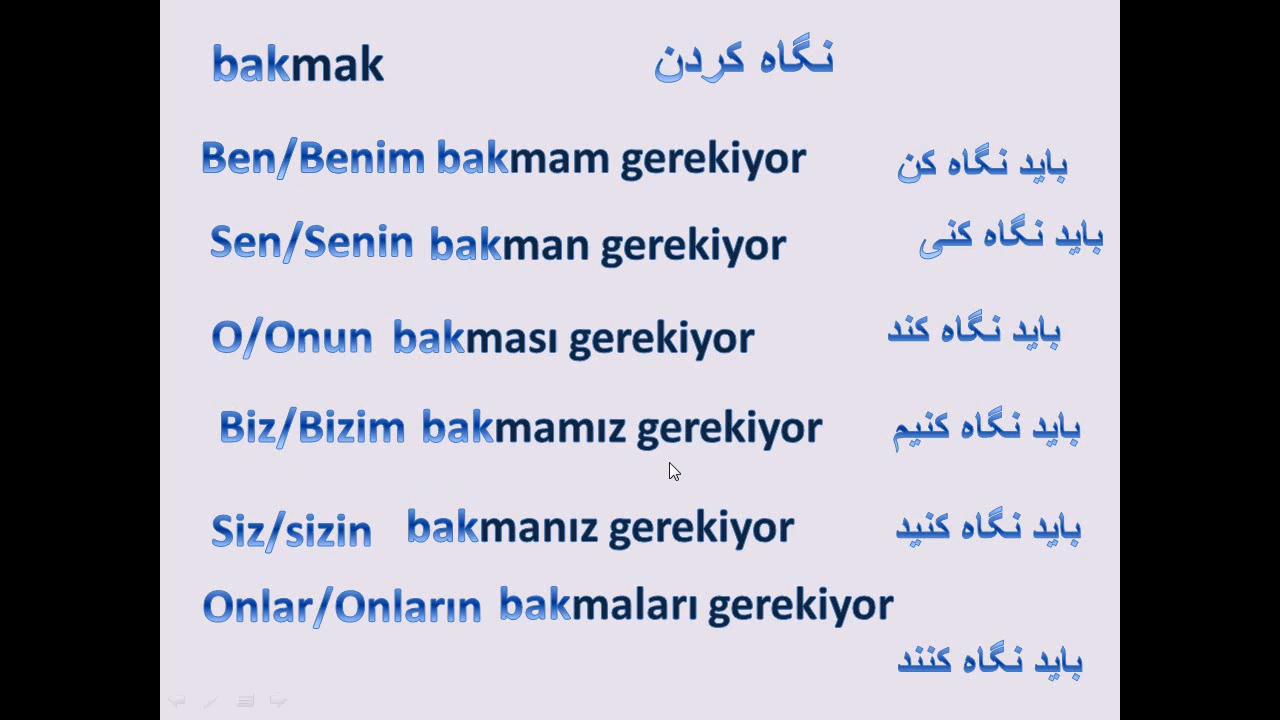 bakmak نگاه کردن
Ben/Benim bakmam gerekiyor باید نگاه کن
Sen/Senin bakman gerekiyor باید نگاه کنی
O/Onun bakması gerekiyor باید نگاه کند
Biz/Bizim bakmamız gerekiyor باید نگاه کنیم
Siz/sizin bakmanız gerekiyor باید نگاه کنید
Onlar/Onların bakmaları gerekiyor
باید نگاه کنند